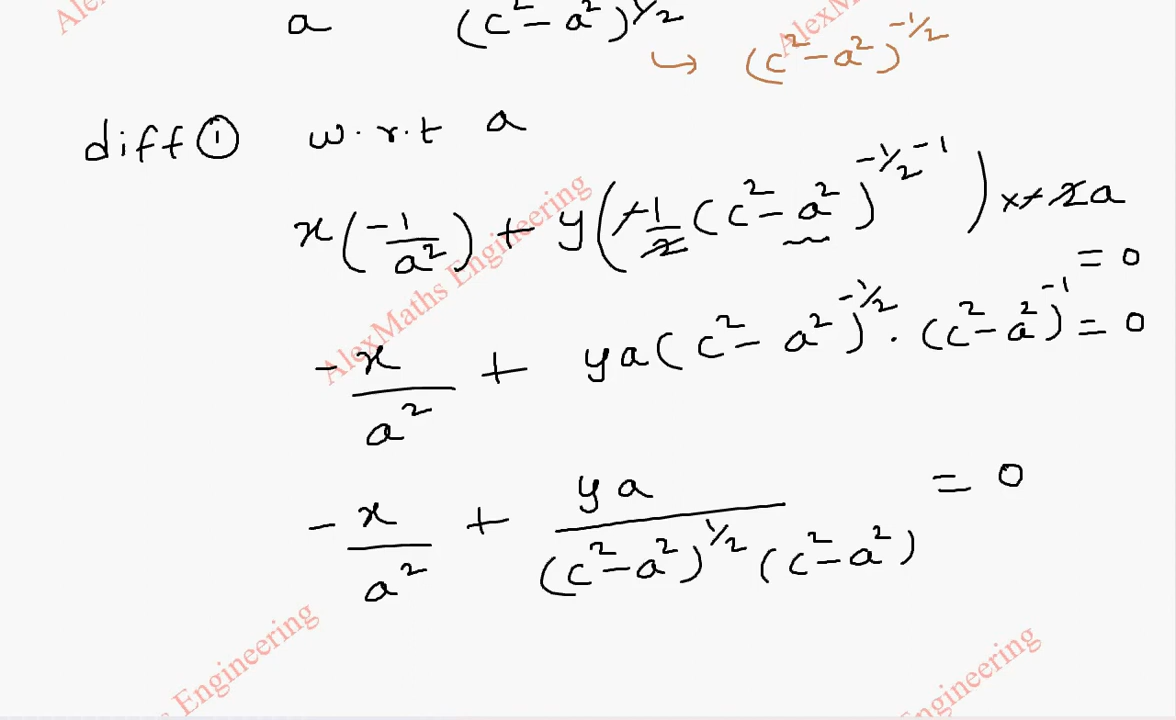 a (c² - a²)^1/2
↪ (c² - a²)^-1/2
diff ① w.r.t a
x(-1/a²) + y(-1/2 (c² - a²)^-1/2-1) x - 2a
= 0
-x/a² + ya(c² - a²)^-1/2 . (c² - a²)^-1 = 0
-x/a² + ya/(c² - a²)^1/2 (c² - a²) = 0
AlexMaths Engineering
AlexMaths Engineering